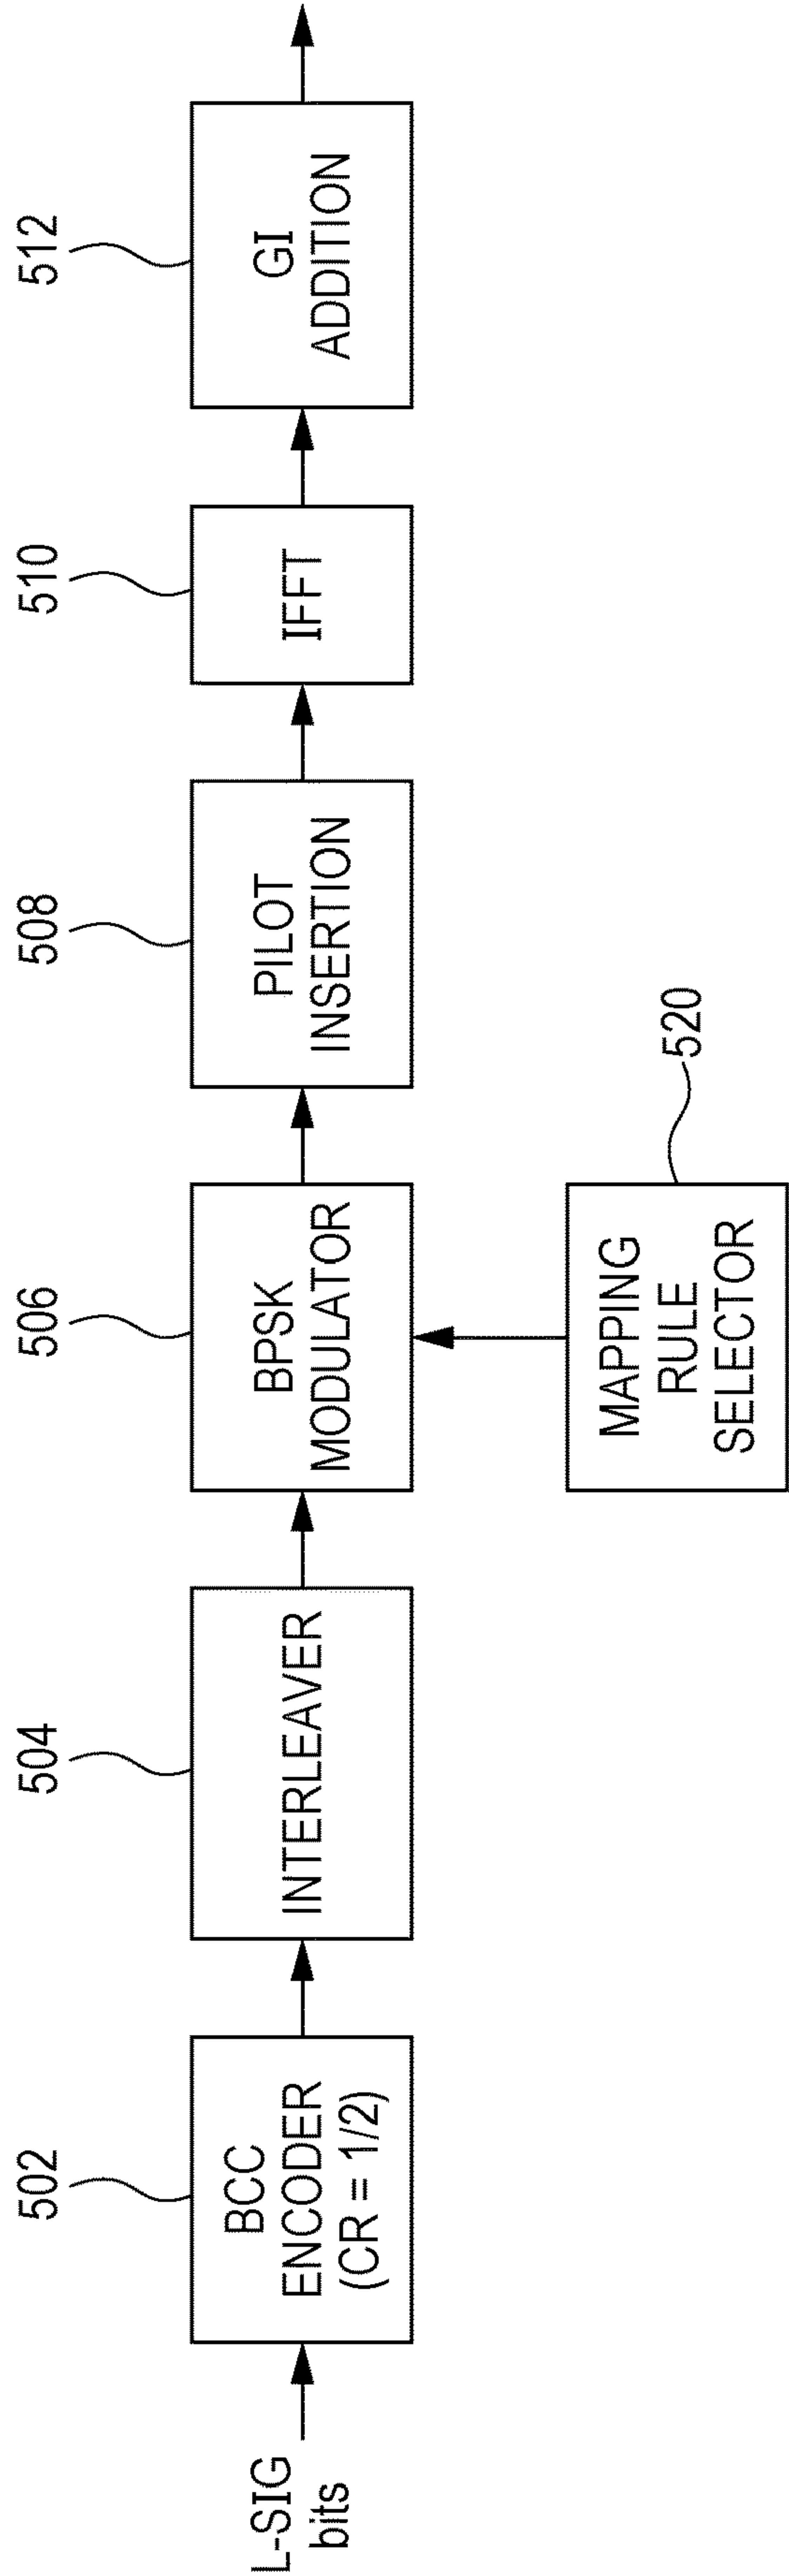 502
504
506
508
510
512
L-SIG
bits
BCC
ENCODER
(CR = 1/2)
INTERLEAVER
BPSK
MODULATOR
PILOT
INSERTION
IFFT
GI
ADDITION
520
MAPPING
RULE
SELECTOR